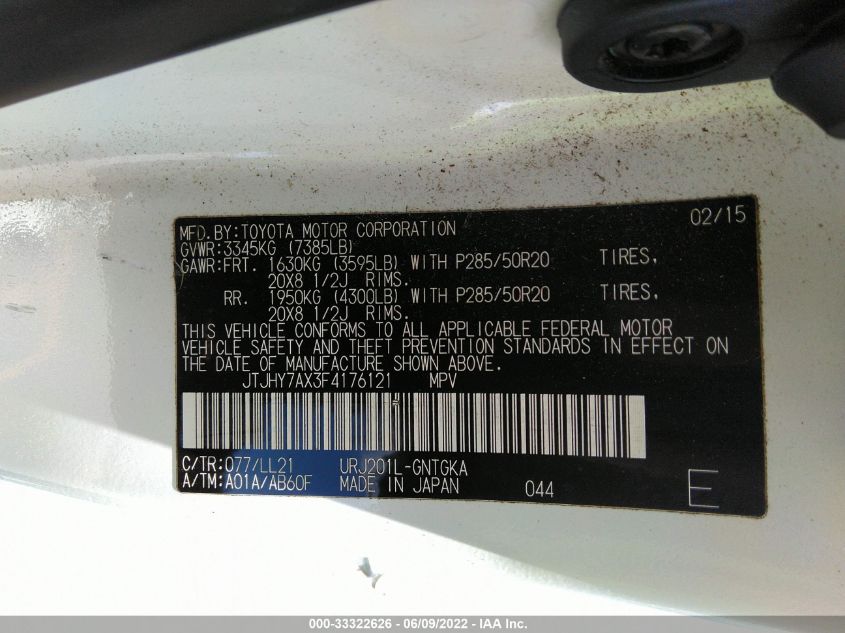 MFD. BY:TOYOTA MOTOR CORPORATION 02/15
GVWR:3345KG (7385LB)
GAWR:FRT. 1630KG (3595LB) WITH P285/50R20 TIRES,
20X8 1/2J RIMS.
RR. 1950KG (4300LB) WITH P285/50R20 TIRES,
20X8 1/2J RIMS.
THIS VEHICLE CONFORMS TO ALL APPLICABLE FEDERAL MOTOR
VEHICLE SAFETY AND THEFT PREVENTION STANDARDS IN EFFECT ON
THE DATE OF MANUFACTURE SHOWN ABOVE.
JTJHY7AX3F4176121 MPV
C/TR:077/LL21 URJ201L-GNTGKA
A/TM:A01A/AB60F MADE IN JAPAN 044 E
000-33322626 - 06/09/2022 - IAA Inc.